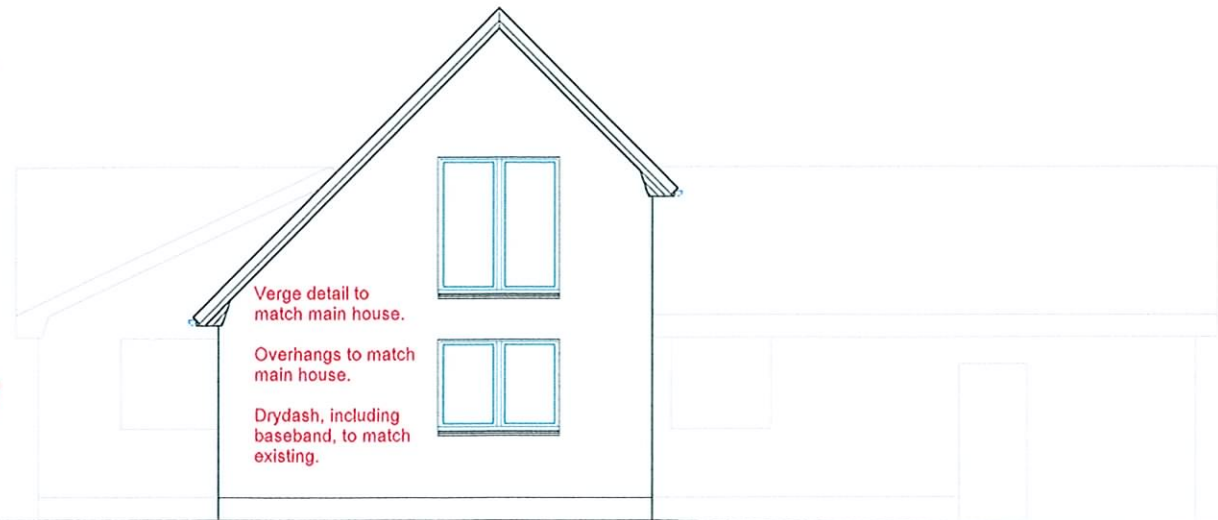 Verge detail to
match main house.
Overhangs to match
main house.
Drydash, including
baseband, to match
existing.